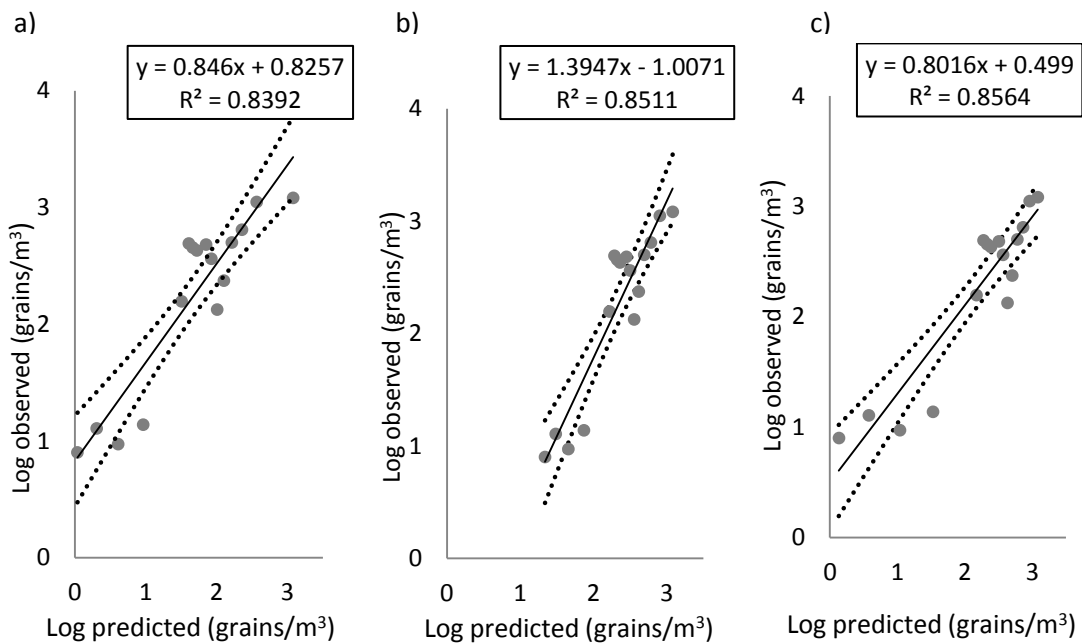 a)
y = 0.846x + 0.8257
R² = 0.8392
4
3
2
1
0
0 1 2 3
Log observed (grains/m³)
Log predicted (grains/m³)
b)
y = 1.3947x - 1.0071
R² = 0.8511
4
3
2
1
0
0 1 2 3
Log observed (grains/m³)
Log predicted (grains/m³)
c)
y = 0.8016x + 0.499
R² = 0.8564
4
3
2
1
0
0 1 2 3
Log observed (grains/m³)
Log predicted (grains/m³)